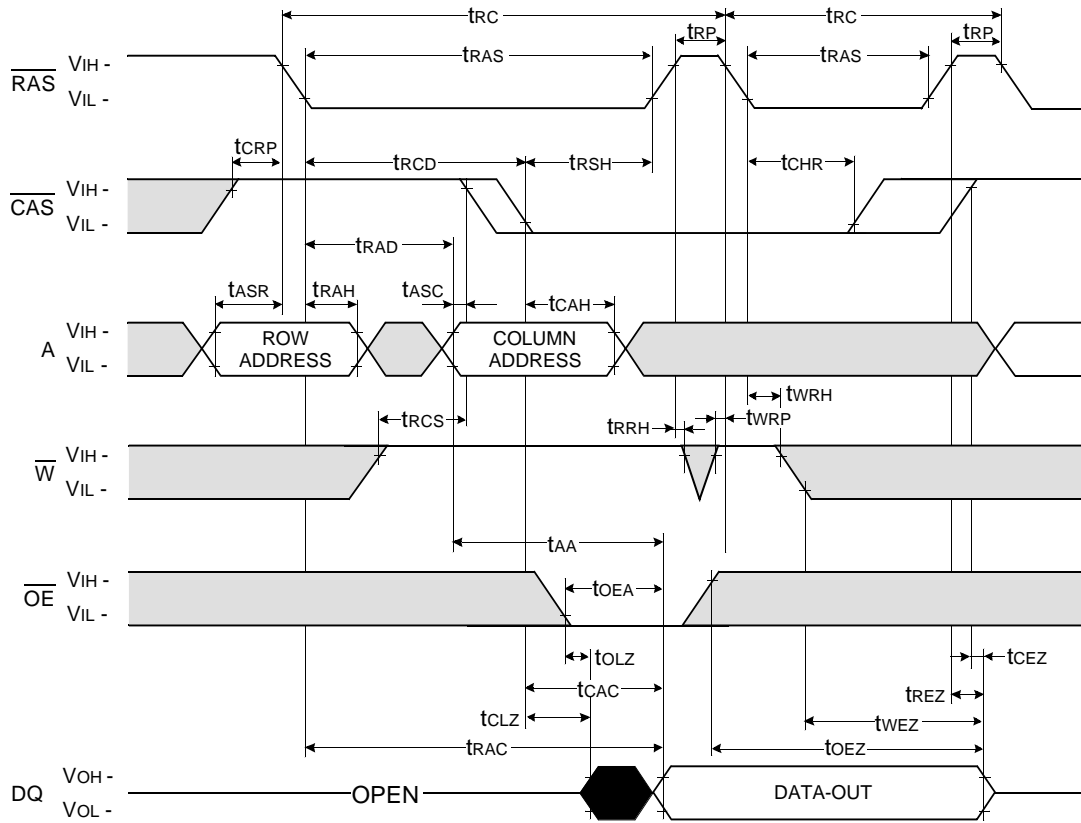 tRC tRC
tRP tRP
tRAS tRAS
RAS VIH -
VIL -
tCRP tRCD tRSH tCHR
CAS VIH -
VIL -
tRAD
tASR tRAH tASC tCAH
A VIH -
VIL -
ROW ADDRESS
COLUMN ADDRESS
tWRH
tRCS tRRH tWRP
W VIH -
VIL -
tAA
OE VIH -
VIL -
tOEA
tOLZ tCEZ
tCAC tREZ
tCLZ tWEZ
tRAC tOEZ
DQ VOH -
VOL -
OPEN DATA-OUT